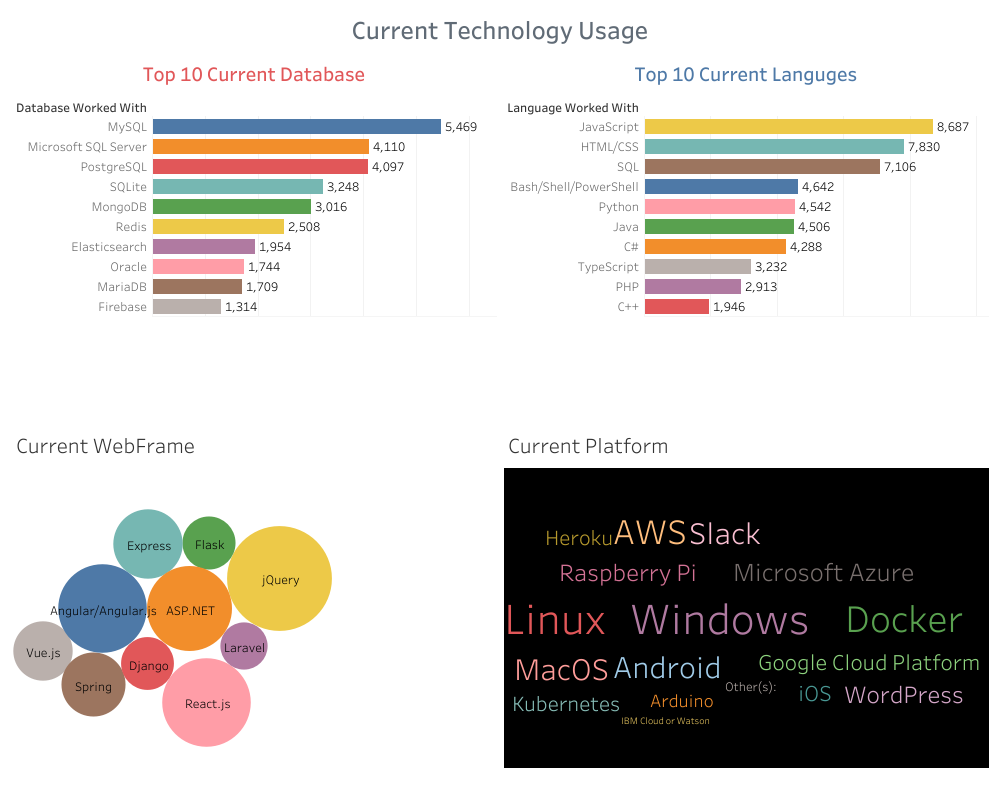 Current Technology Usage
Top 10 Current Database
Database Worked With
MySQL 5,469
Microsoft SQL Server 4,110
PostgreSQL 4,097
SQLite 3,248
MongoDB 3,016
Redis 2,508
Elasticsearch 1,954
Oracle 1,744
MariaDB 1,709
Firebase 1,314
Top 10 Current Languges
Language Worked With
JavaScript 8,687
HTML/CSS 7,830
SQL 7,106
Bash/Shell/PowerShell 4,642
Python 4,542
Java 4,506
C# 4,288
TypeScript 3,232
PHP 2,913
C++ 1,946
Current WebFrame
Express
Flask
jQuery
Angular/Angular.js
ASP.NET
Vue.js
Laravel
Django
Spring
React.js
Current Platform
Heroku AWS Slack
Raspberry Pi Microsoft Azure
Linux Windows Docker
MacOS Android Google Cloud Platform
Kubernetes Arduino Other(s): iOS WordPress
IBM Cloud or Watson